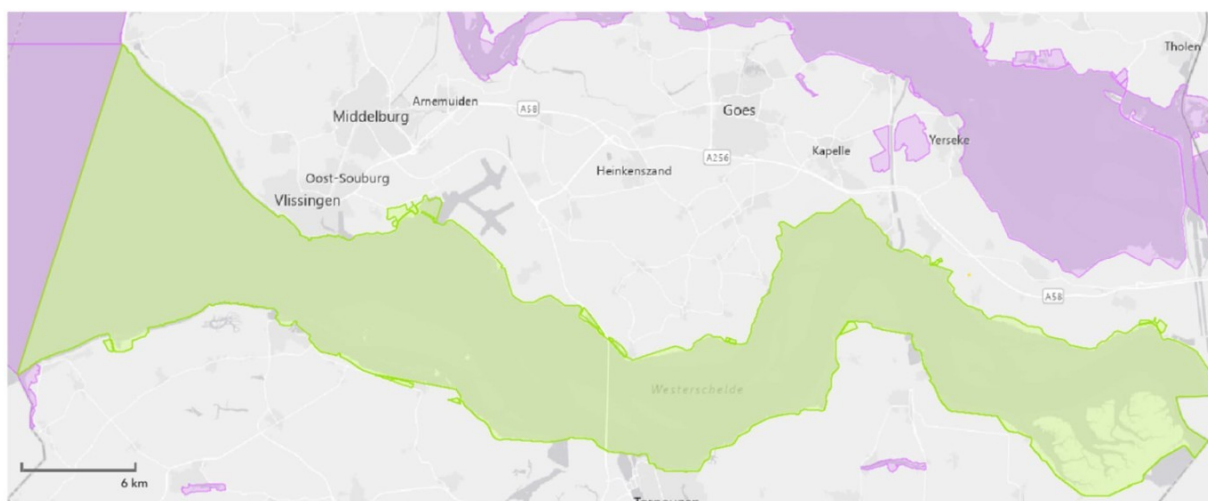 Tholen
Arnemuiden
A58
Middelburg
Goes
Yerseke
Kapelle
A256
Heinkenszand
Oost-Souburg
Vlissingen
A58
Westerschelde
6 km